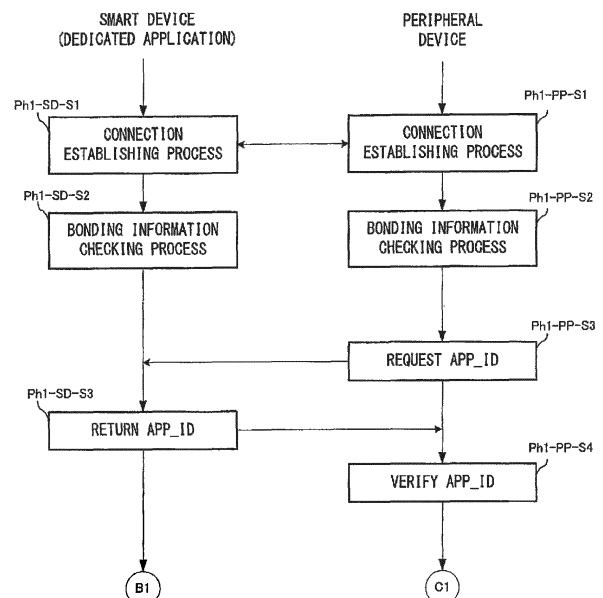 SMART DEVICE
(DEDICATED APPLICATION)
PERIPHERAL
DEVICE
Ph1-SD-S1
CONNECTION
ESTABLISHING PROCESS
Ph1-PP-S1
CONNECTION
ESTABLISHING PROCESS
Ph1-SD-S2
BONDING INFORMATION
CHECKING PROCESS
Ph1-PP-S2
BONDING INFORMATION
CHECKING PROCESS
Ph1-PP-S3
REQUEST APP_ID
Ph1-SD-S3
RETURN APP_ID
Ph1-PP-S4
VERIFY APP_ID
B1
C1